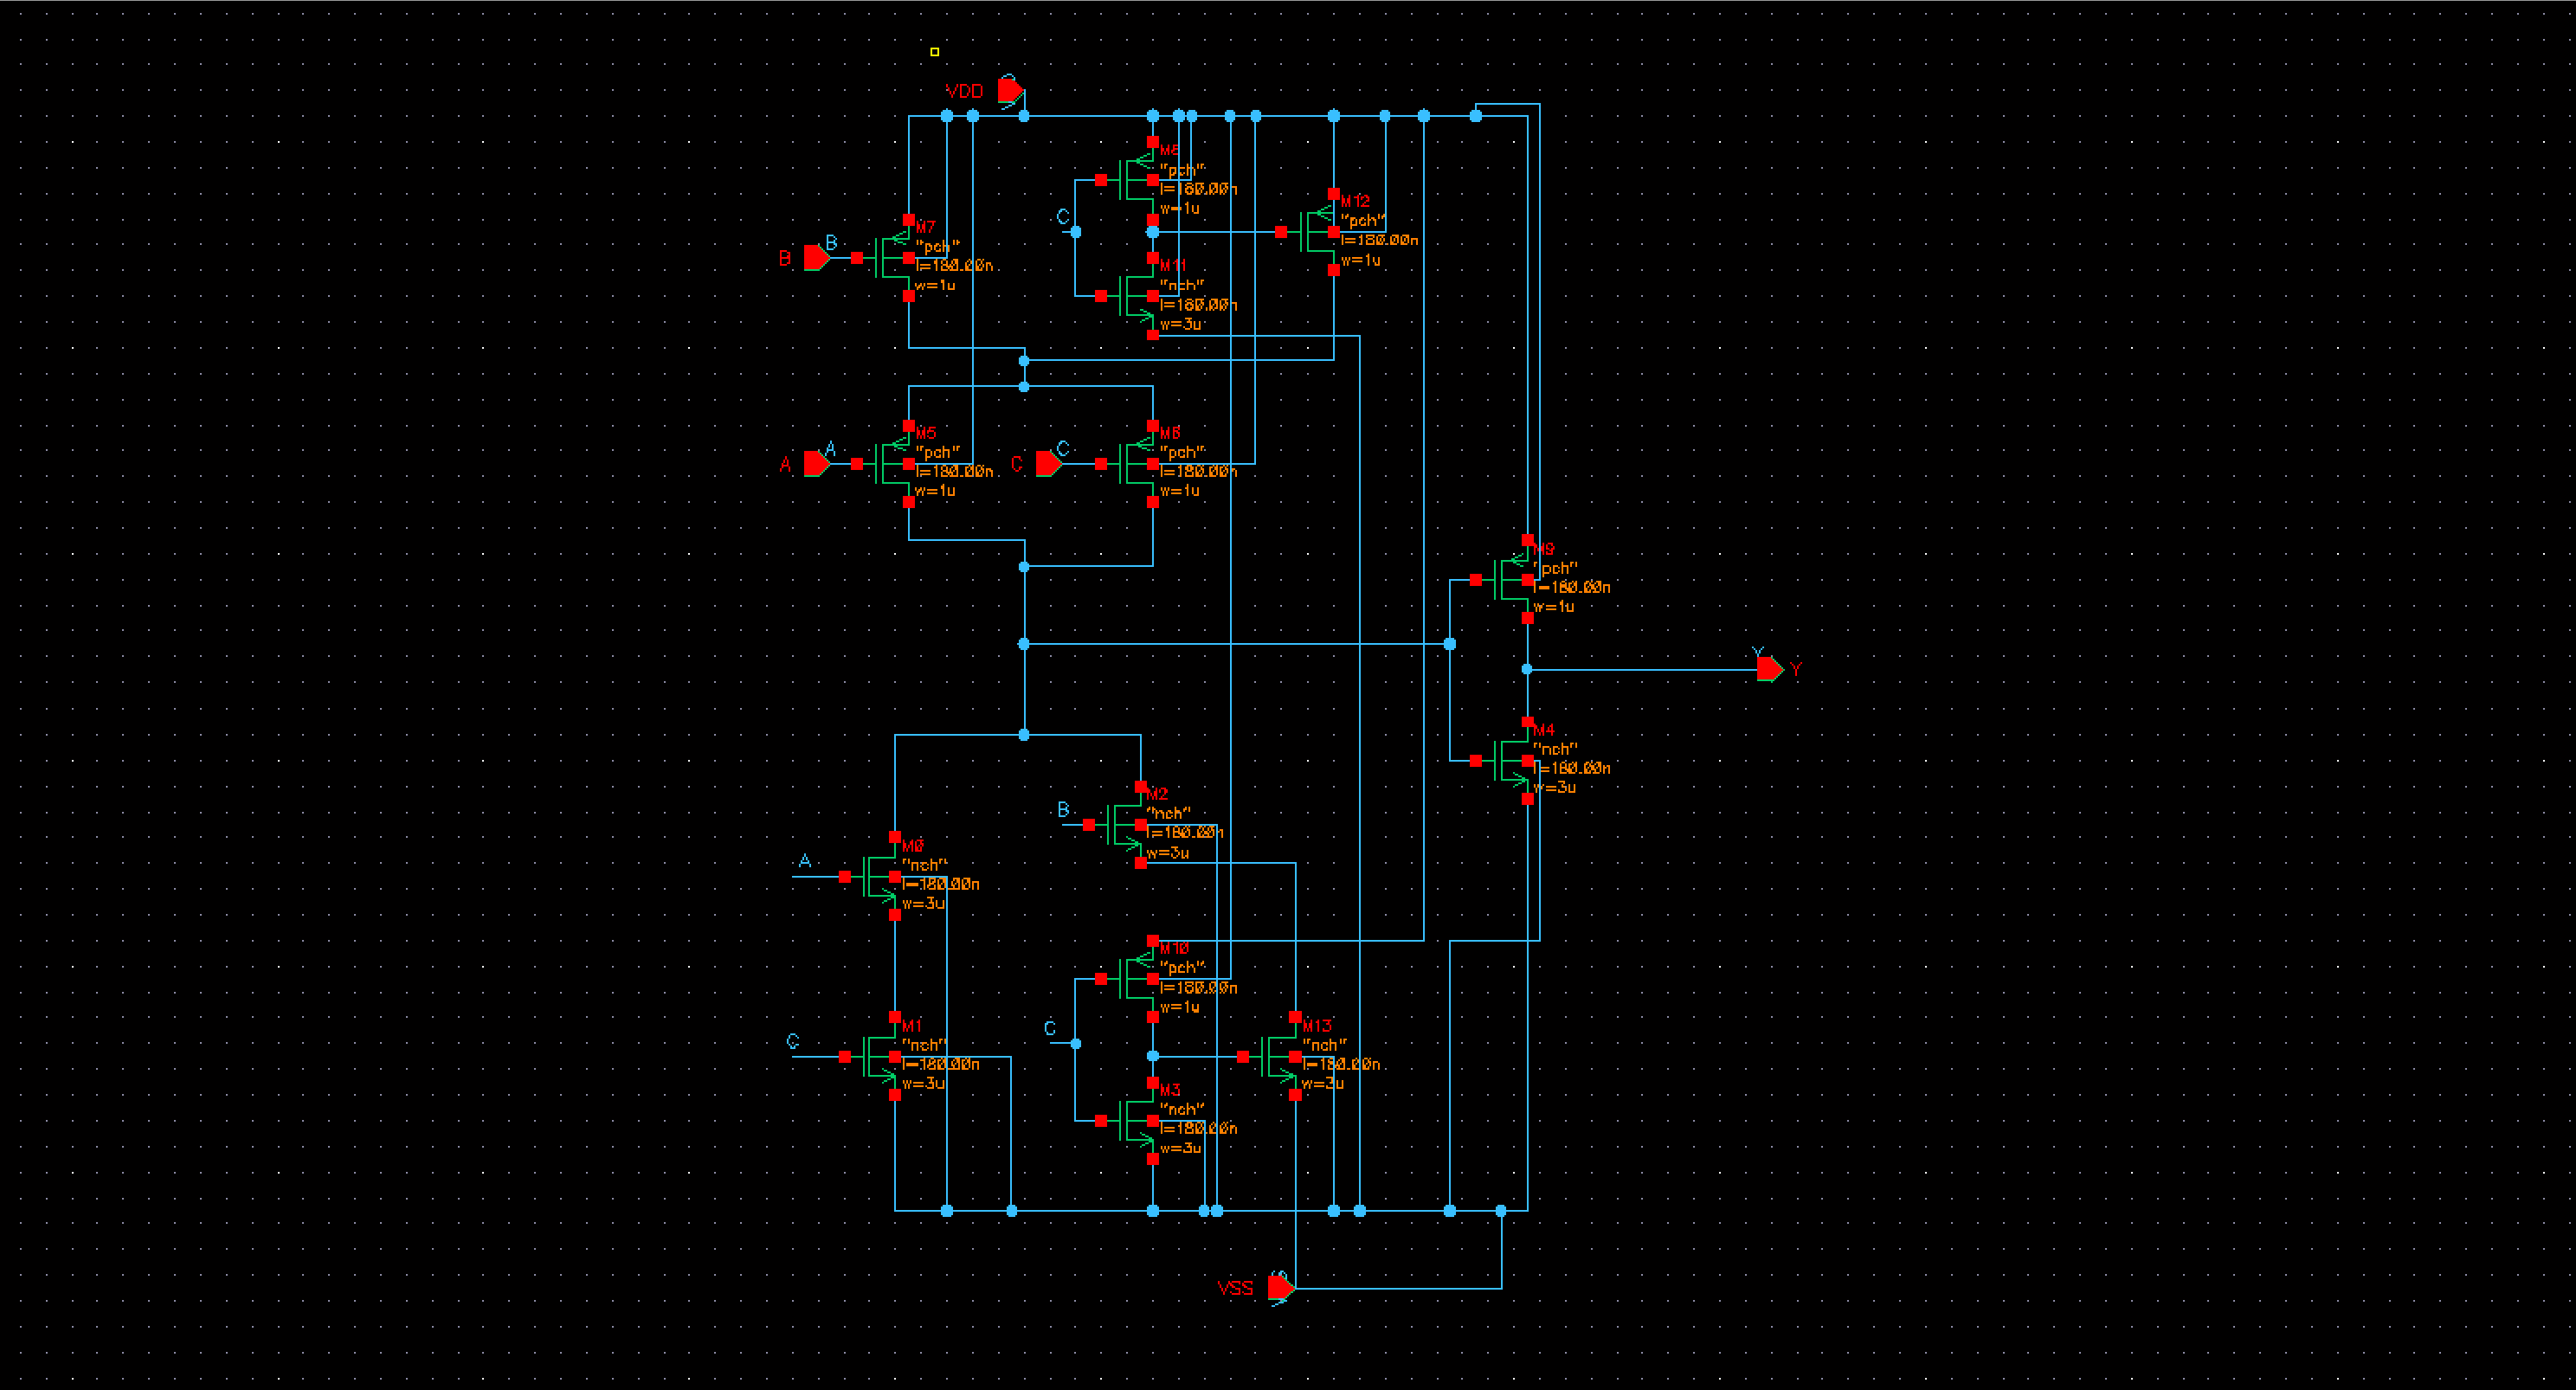 VDD
M8
"pch"
l=180.00n
w=1u
C
M12
"pch"
l=180.00n
w=1u
M7
"pch"
l=180.00n
w=1u
B
B
M11
"nch"
l=180.00n
w=3u
A
A
M5
"pch"
l=180.00n
w=1u
C
C
M6
"pch"
l=180.00n
w=1u
M9
"pch"
l=180.00n
w=1u
Y
Y
M4
"nch"
l=180.00n
w=3u
B
M2
"nch"
l=180.00n
w=3u
A
M0
"nch"
l=180.00n
w=3u
M10
"pch"
l=180.00n
w=1u
C
M1
"nch"
l=180.00n
w=3u
C
M13
"nch"
l=180.00n
w=3u
M3
"nch"
l=180.00n
w=3u
VSS